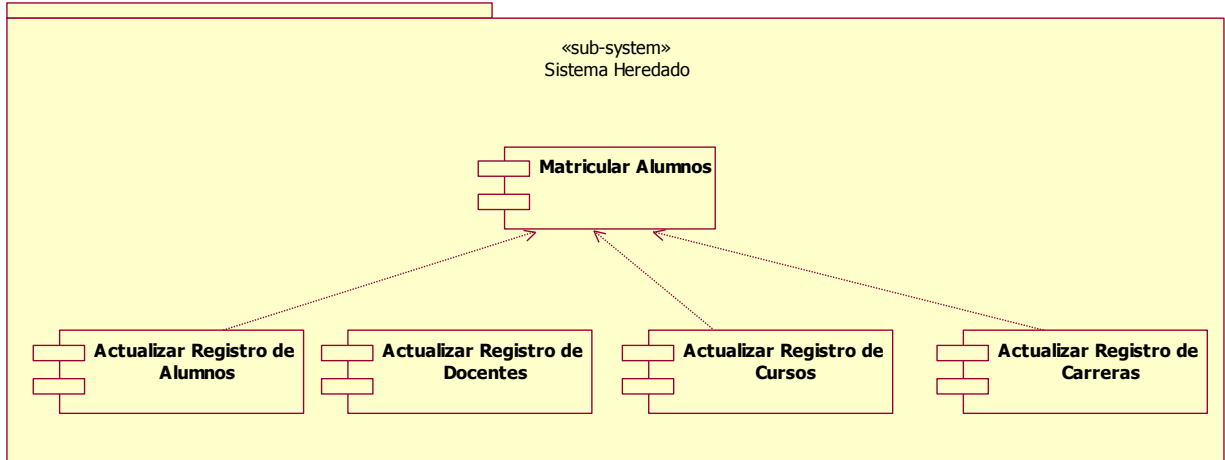 «sub-system»
Sistema Heredado
Matricular Alumnos
Actualizar Registro de
Alumnos
Actualizar Registro de
Docentes
Actualizar Registro de
Cursos
Actualizar Registro de
Carreras